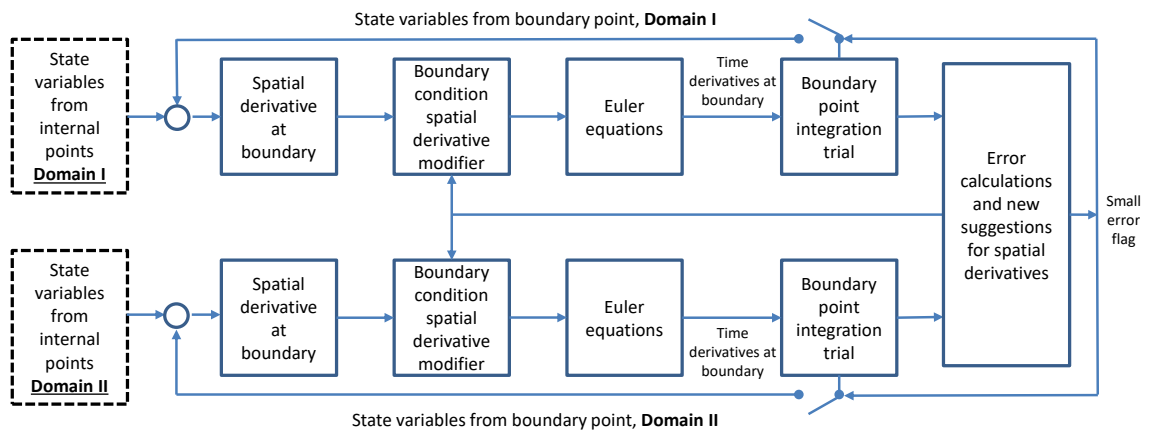 State variables from boundary point, Domain I
State
variables
from
internal
points
Domain I
Spatial
derivative
at
boundary
Boundary
condition
spatial
derivative
modifier
Euler
equations
Time
derivatives at
boundary
Boundary
point
integration
trial
Error
calculations
and new
suggestions
for spatial
derivatives
Small
error
flag
State
variables
from
internal
points
Domain II
Spatial
derivative
at
boundary
Boundary
condition
spatial
derivative
modifier
Euler
equations
Time
derivatives at
boundary
Boundary
point
integration
trial
State variables from boundary point, Domain II